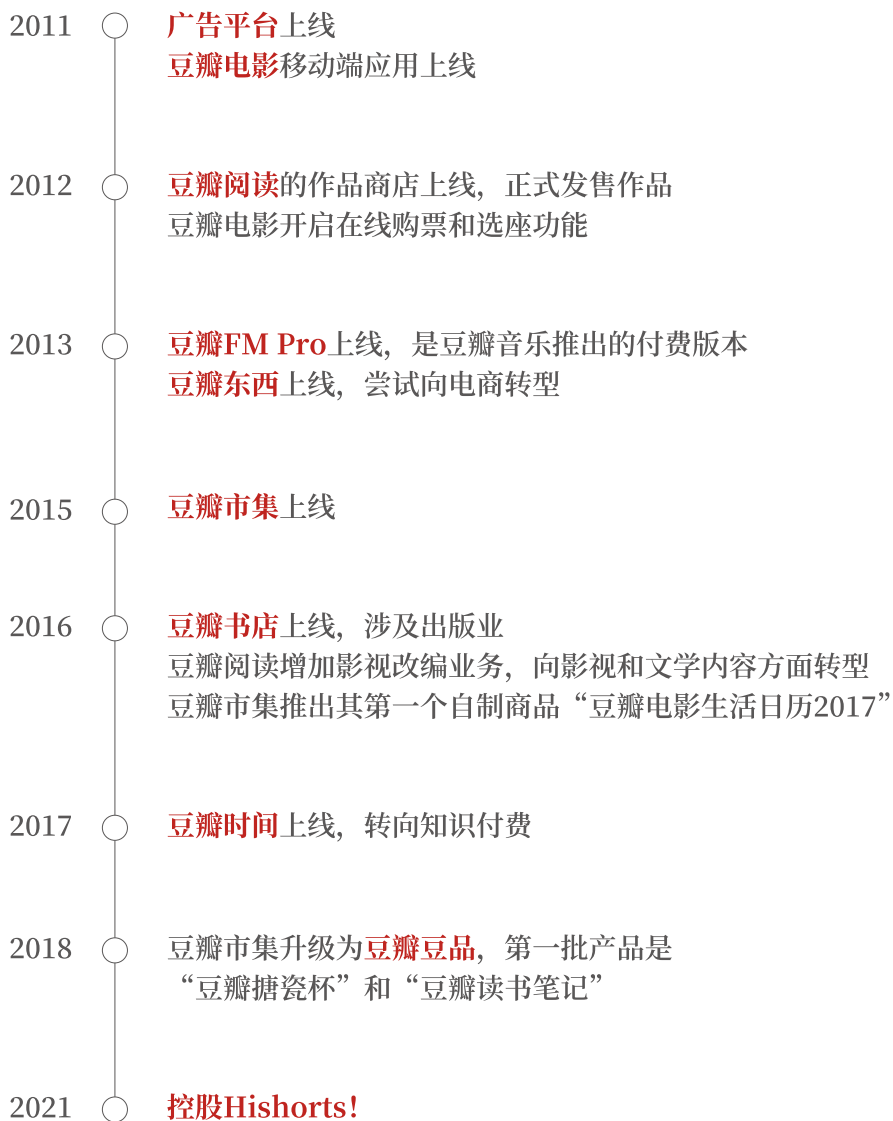 2011
广告平台上线
豆瓣电影移动端应用上线
2012
豆瓣阅读的作品商店上线，正式发售作品
豆瓣电影开启在线购票和选座功能
2013
豆瓣FM Pro上线，是豆瓣音乐推出的付费版本
豆瓣东西上线，尝试向电商转型
2015
豆瓣市集上线
2016
豆瓣书店上线，涉及出版业
豆瓣阅读增加影视改编业务，向影视和文学内容方面转型
豆瓣市集推出其第一个自制商品“豆瓣电影生活日历2017”
2017
豆瓣时间上线，转向知识付费
2018
豆瓣市集升级为豆瓣豆品，第一批产品是
“豆瓣搪瓷杯”和“豆瓣读书笔记”
2021
控股Hishorts!